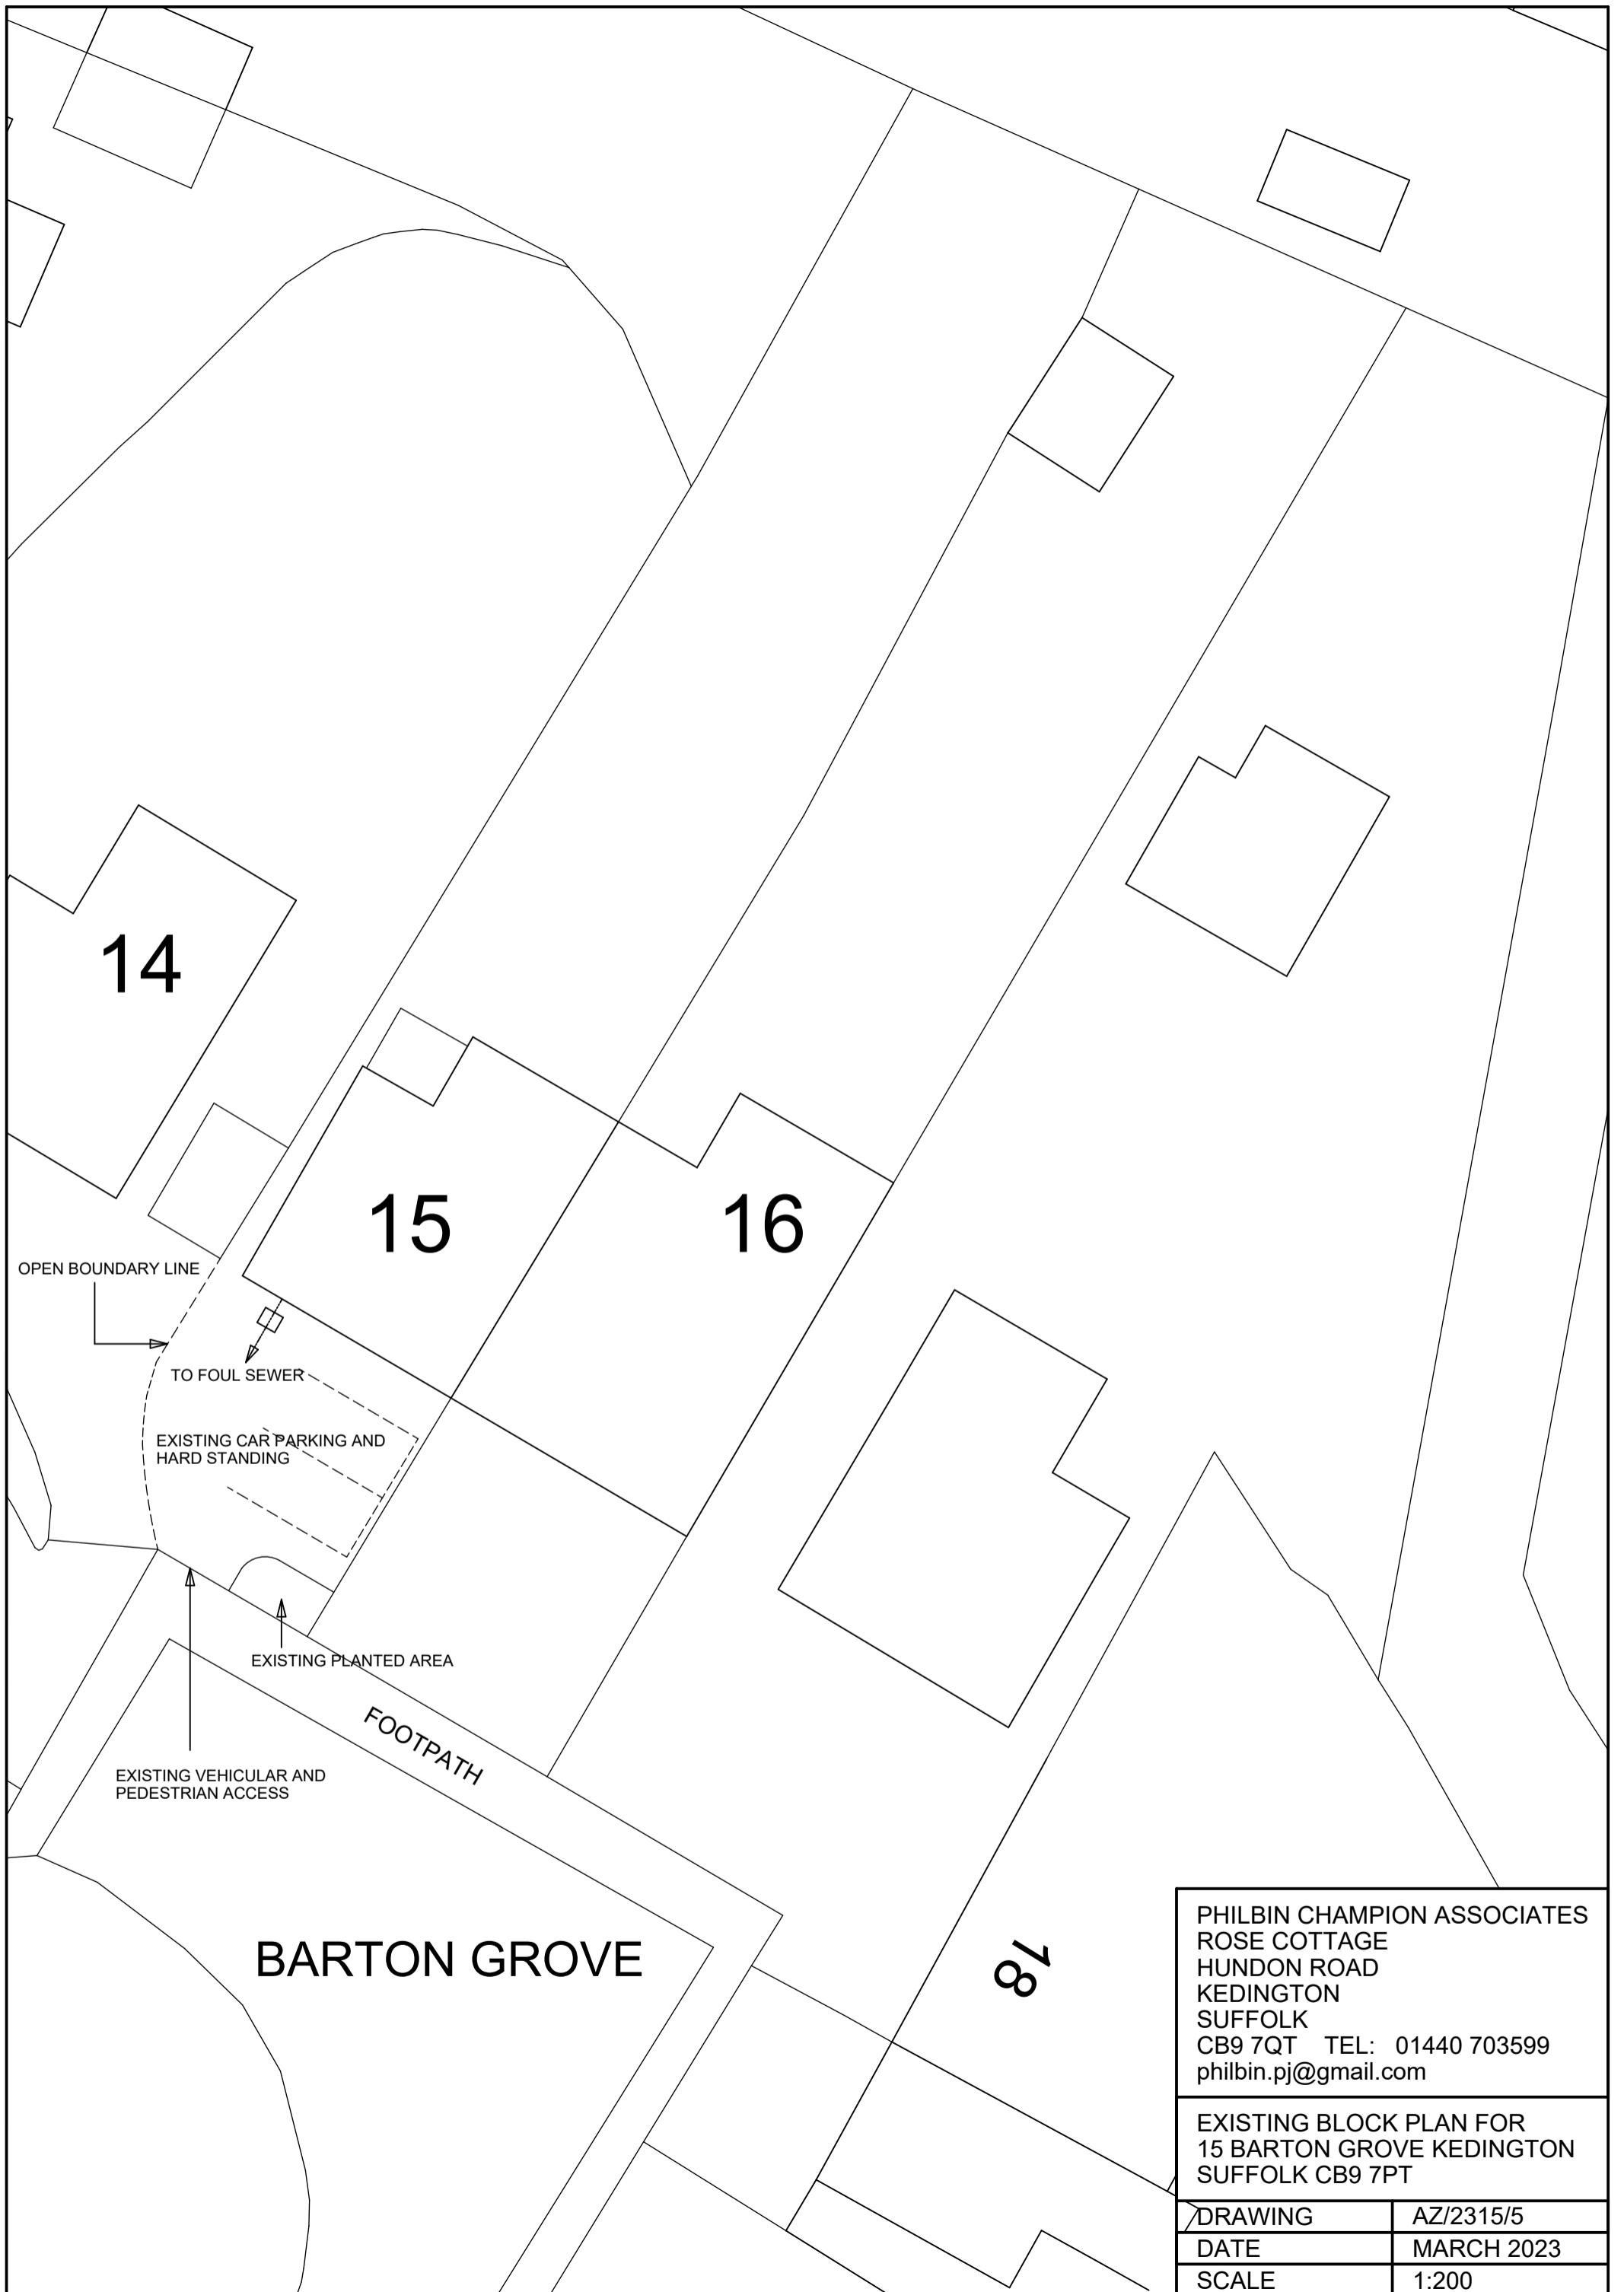 14
15
16
OPEN BOUNDARY LINE
TO FOUL SEWER
EXISTING CAR PARKING AND
HARD STANDING
EXISTING PLANTED AREA
FOOTPATH
EXISTING VEHICULAR AND
PEDESTRIAN ACCESS
BARTON GROVE
18
PHILBIN CHAMPION ASSOCIATES
ROSE COTTAGE
HUNDON ROAD
KEDINGTON
SUFFOLK
CB9 7QT TEL: 01440 703599
philbin.pj@gmail.com
EXISTING BLOCK PLAN FOR
15 BARTON GROVE KEDINGTON
SUFFOLK CB9 7PT
DRAWING AZ/2315/5
DATE MARCH 2023
SCALE 1:200